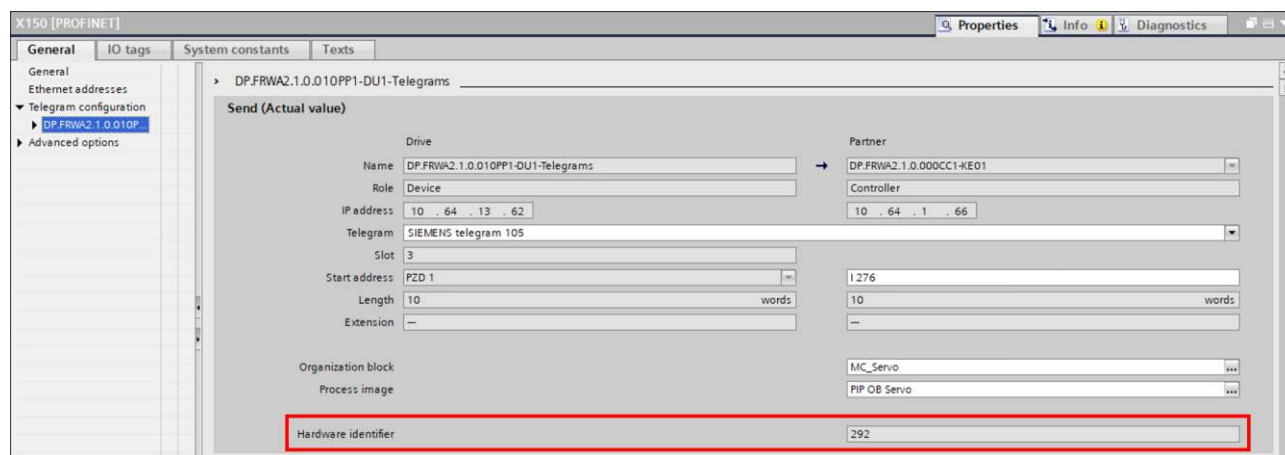 X150 [PROFINET]
Properties Info Diagnostics
General IO tags System constants Texts
General
Ethernet addresses
Telegram configuration
DP.FRWA2.1.0.010P...
Advanced options
DP.FRWA2.1.0.010PP1-DU1-Telegrams
Send (Actual value)
Drive Partner
Name DP.FRWA2.1.0.010PP1-DU1-Telegrams → DP.FRWA2.1.0.000CC1-KE01
Role Device Controller
IP address 10 . 64 . 13 . 62 10 . 64 . 1 . 66
Telegram SIEMENS telegram 105
Slot 3
Start address PZD 1 I 276
Length 10 words 10 words
Extension — —
Organization block MC_Servo ...
Process image PIP OB Servo ...
Hardware identifier 292